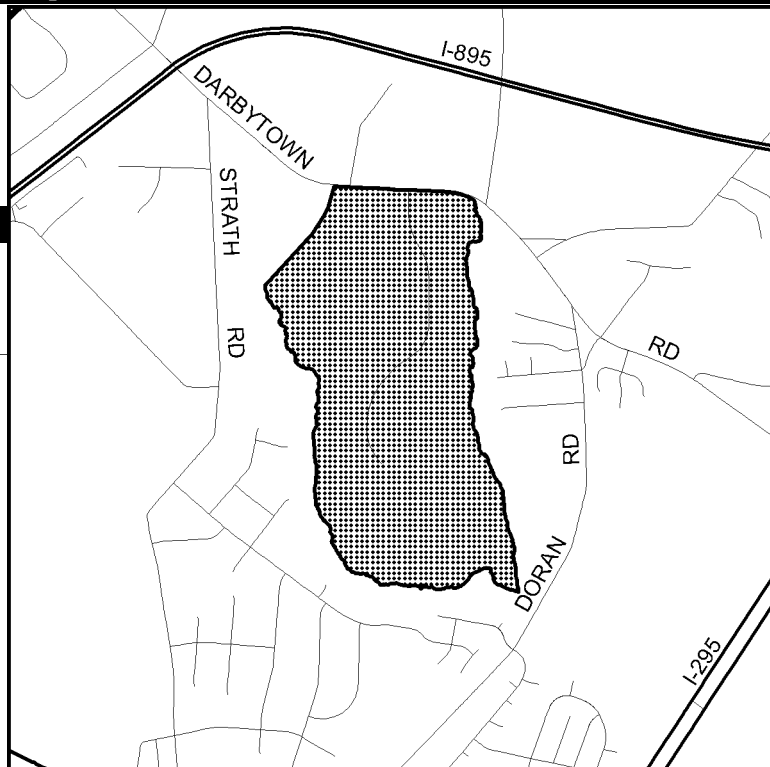 I-895
DARBYTOWN
STRATH
RD
RD
RD
DORAN
I-295